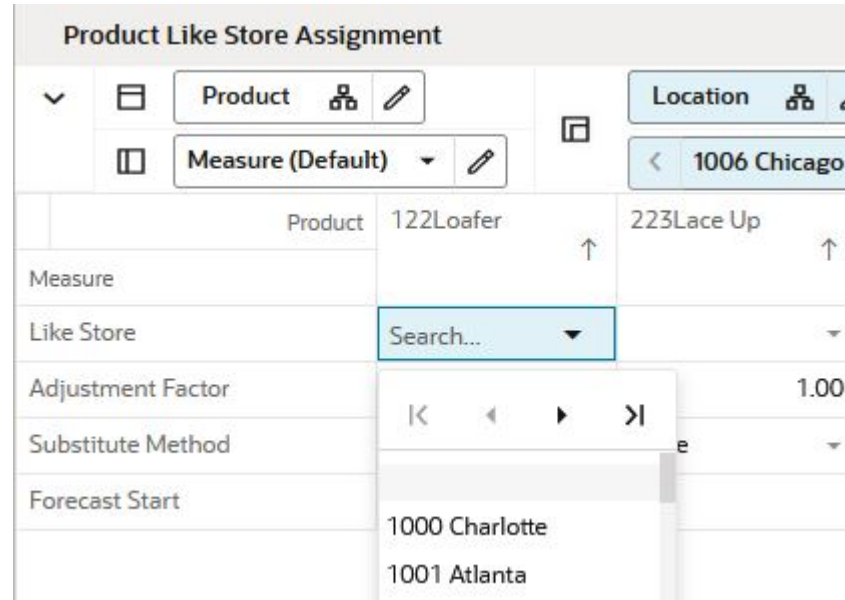 Product Like Store Assignment
Product
Location
Measure (Default)
1006 Chicago
Product
122Loafer
223Lace Up
Measure
Like Store
Search...
Adjustment Factor
1.00
Substitute Method
e
Forecast Start
1000 Charlotte
1001 Atlanta